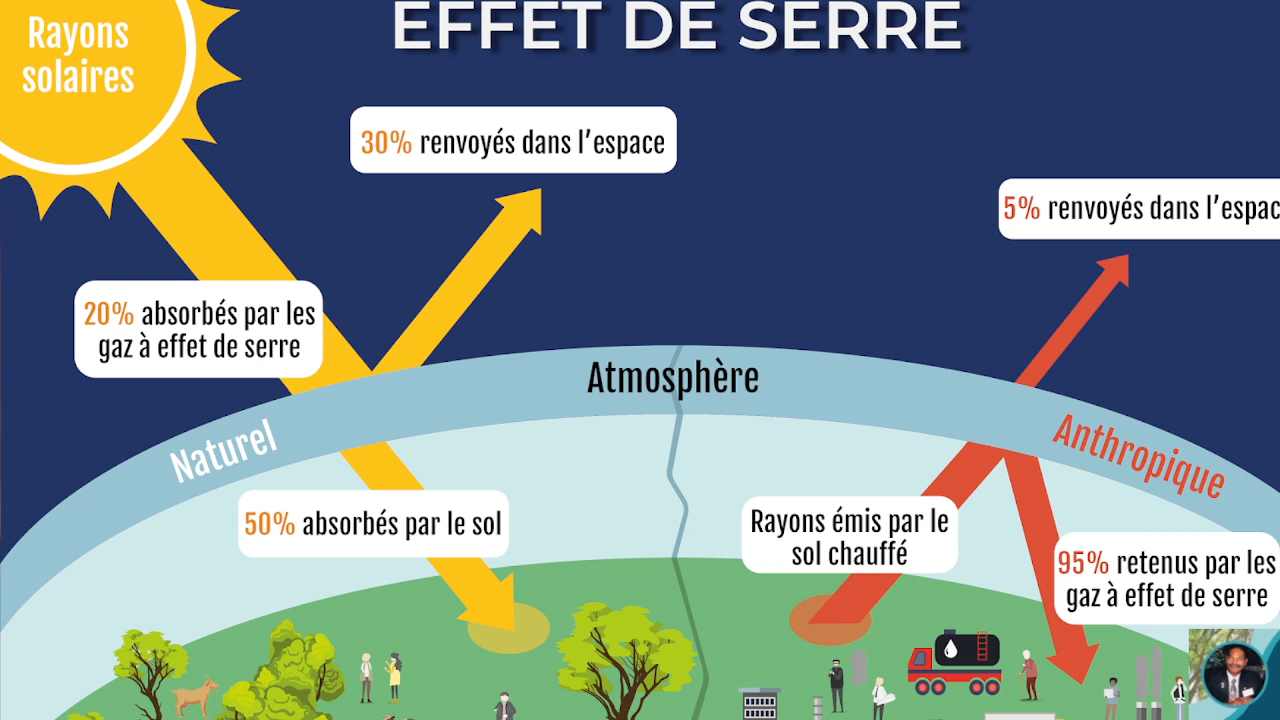 EFFET DE SERRE
Rayons
solaires
30% renvoyés dans l'espace
5% renvoyés dans l'espac
20% absorbés par les
gaz à effet de serre
Atmosphère
Naturel
Anthropique
50% absorbés par le sol
Rayons émis par le
sol chauffé
95% retenus par les
gaz à effet de serre